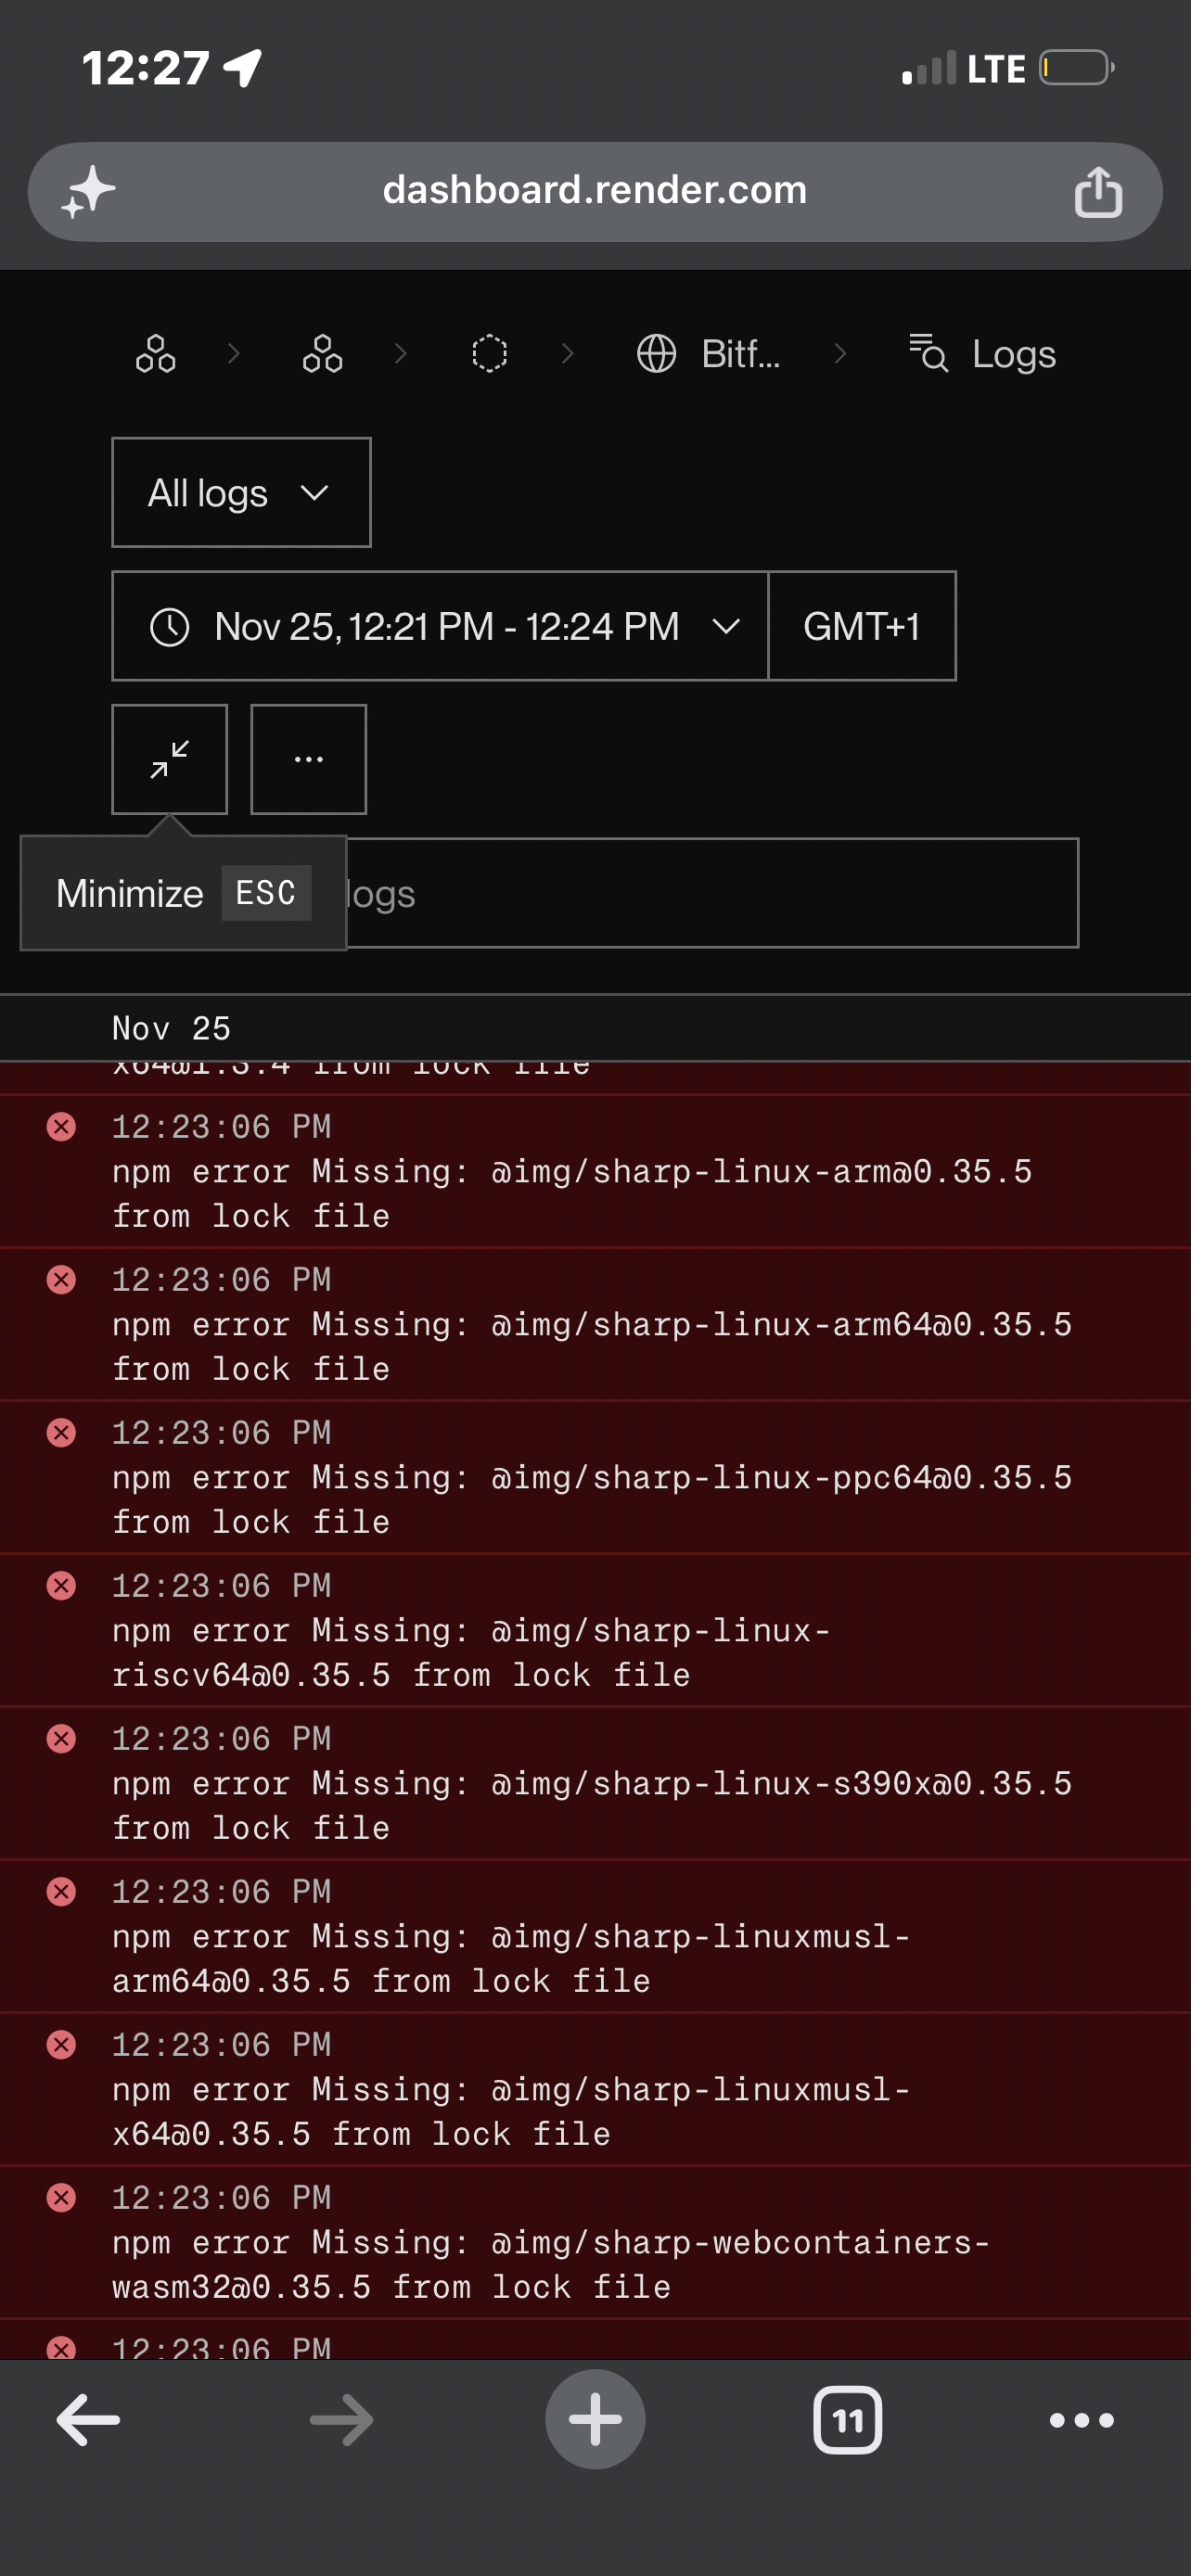 12:27
LTE
dashboard.render.com
Bitf...
Logs
All logs
Nov 25, 12:21 PM - 12:24 PM
GMT+1
...
Minimize ESC
logs
Nov 25
x64@1.3.4 from lock file
12:23:06 PM
npm error Missing: @img/sharp-linux-arm@0.35.5
from lock file
12:23:06 PM
npm error Missing: @img/sharp-linux-arm64@0.35.5
from lock file
12:23:06 PM
npm error Missing: @img/sharp-linux-ppc64@0.35.5
from lock file
12:23:06 PM
npm error Missing: @img/sharp-linux-
riscv64@0.35.5 from lock file
12:23:06 PM
npm error Missing: @img/sharp-linux-s390x@0.35.5
from lock file
12:23:06 PM
npm error Missing: @img/sharp-linuxmusl-
arm64@0.35.5 from lock file
12:23:06 PM
npm error Missing: @img/sharp-linuxmusl-
x64@0.35.5 from lock file
12:23:06 PM
npm error Missing: @img/sharp-webcontainers-
wasm32@0.35.5 from lock file
12:23:06 PM
11